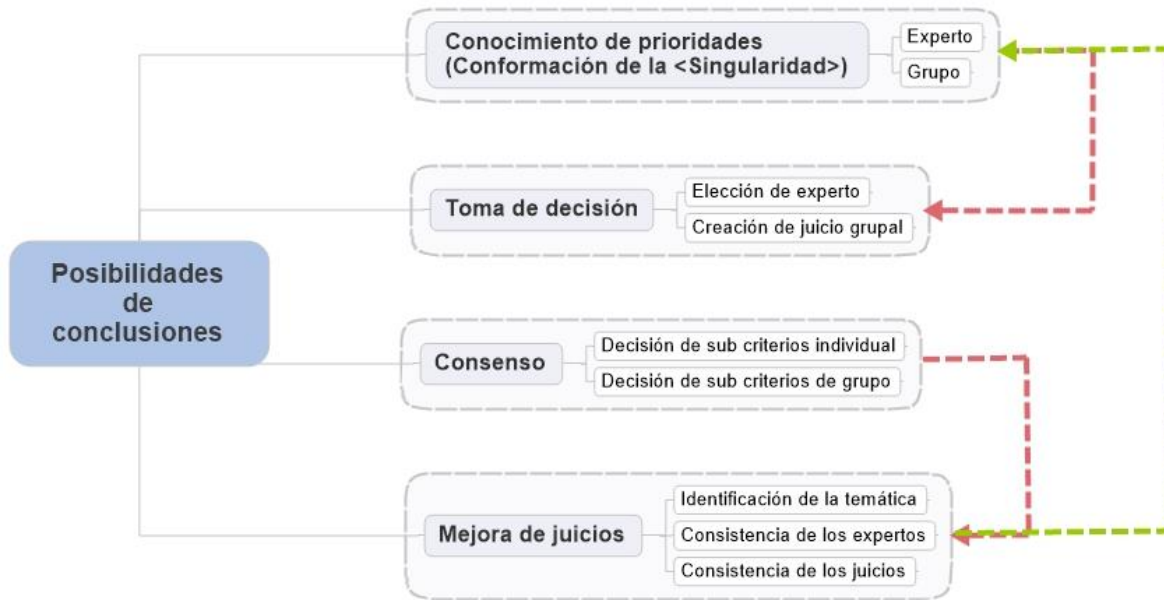 Posibilidades
de
conclusiones
Conocimiento de prioridades
(Conformación de la <Singularidad>)
Experto
Grupo
Toma de decisión
Elección de experto
Creación de juicio grupal
Consenso
Decisión de sub criterios individual
Decisión de sub criterios de grupo
Mejora de juicios
Identificación de la temática
Consistencia de los expertos
Consistencia de los juicios